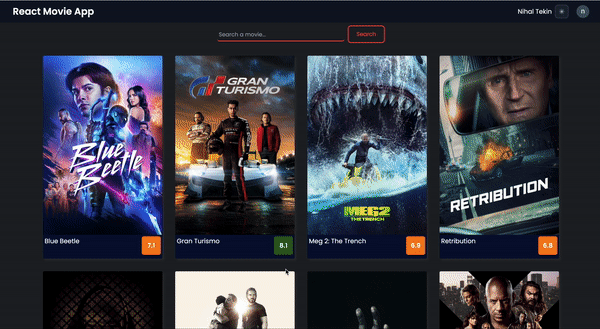 React Movie App
Nihal Tekin
n
Search a movie...
Search
Blue
Beetle
GRAN
TURISMO
MEG2
THE TRENCH
RETRIBUTION
Blue Beetle
7.1
Gran Turismo
8.1
Meg 2: The Trench
6.9
Retribution
6.8